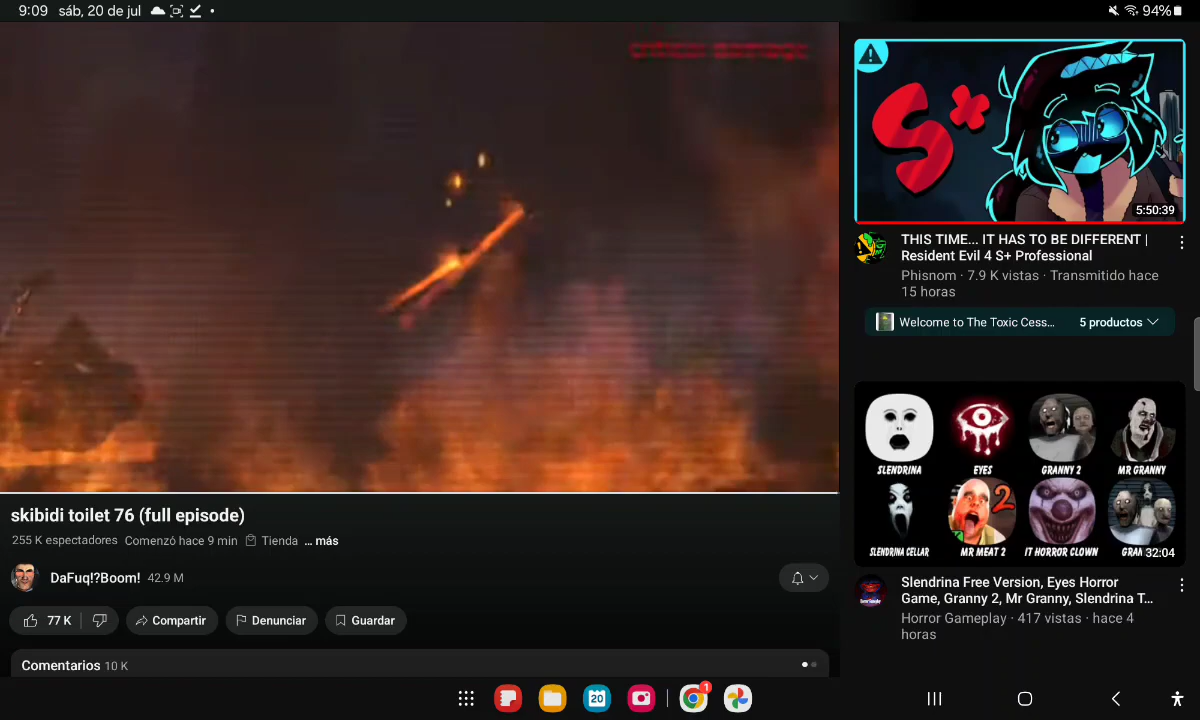 9:09 sáb, 20 de jul
94%
skibidi toilet 76 (full episode)
255 K espectadores Comenzó hace 9 min Tienda ... más
DaFuq!?Boom! 42.9 M
77 K Compartir Denunciar Guardar
Comentarios 10 K
S+
5:50:39
THIS TIME... IT HAS TO BE DIFFERENT |
Resident Evil 4 S+ Professional
Phisnom · 7.9 K vistas · Transmitido hace
15 horas
Welcome to The Toxic Cess... 5 productos
SLENDRINA EYES GRANNY 2 MR GRANNY
2
SLENDRINA CELLAR MR MEAT 2 IT HORROR CLOWN GRAN 32:04
Slendrina Free Version, Eyes Horror
Game, Granny 2, Mr Granny, Slendrina T...
Horror Gameplay · 417 vistas · hace 4
horas
20
1